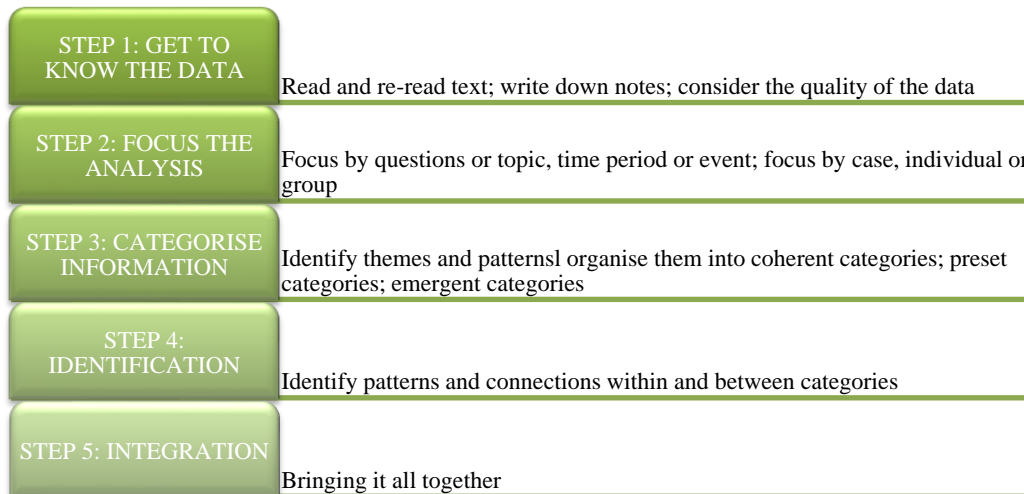 STEP 1: GET TO
KNOW THE DATA
Read and re-read text; write down notes; consider the quality of the data
STEP 2: FOCUS THE
ANALYSIS
Focus by questions or topic, time period or event; focus by case, individual or
group
STEP 3: CATEGORISE
INFORMATION
Identify themes and patternsl organise them into coherent categories; preset
categories; emergent categories
STEP 4:
IDENTIFICATION
Identify patterns and connections within and between categories
STEP 5: INTEGRATION
Bringing it all together